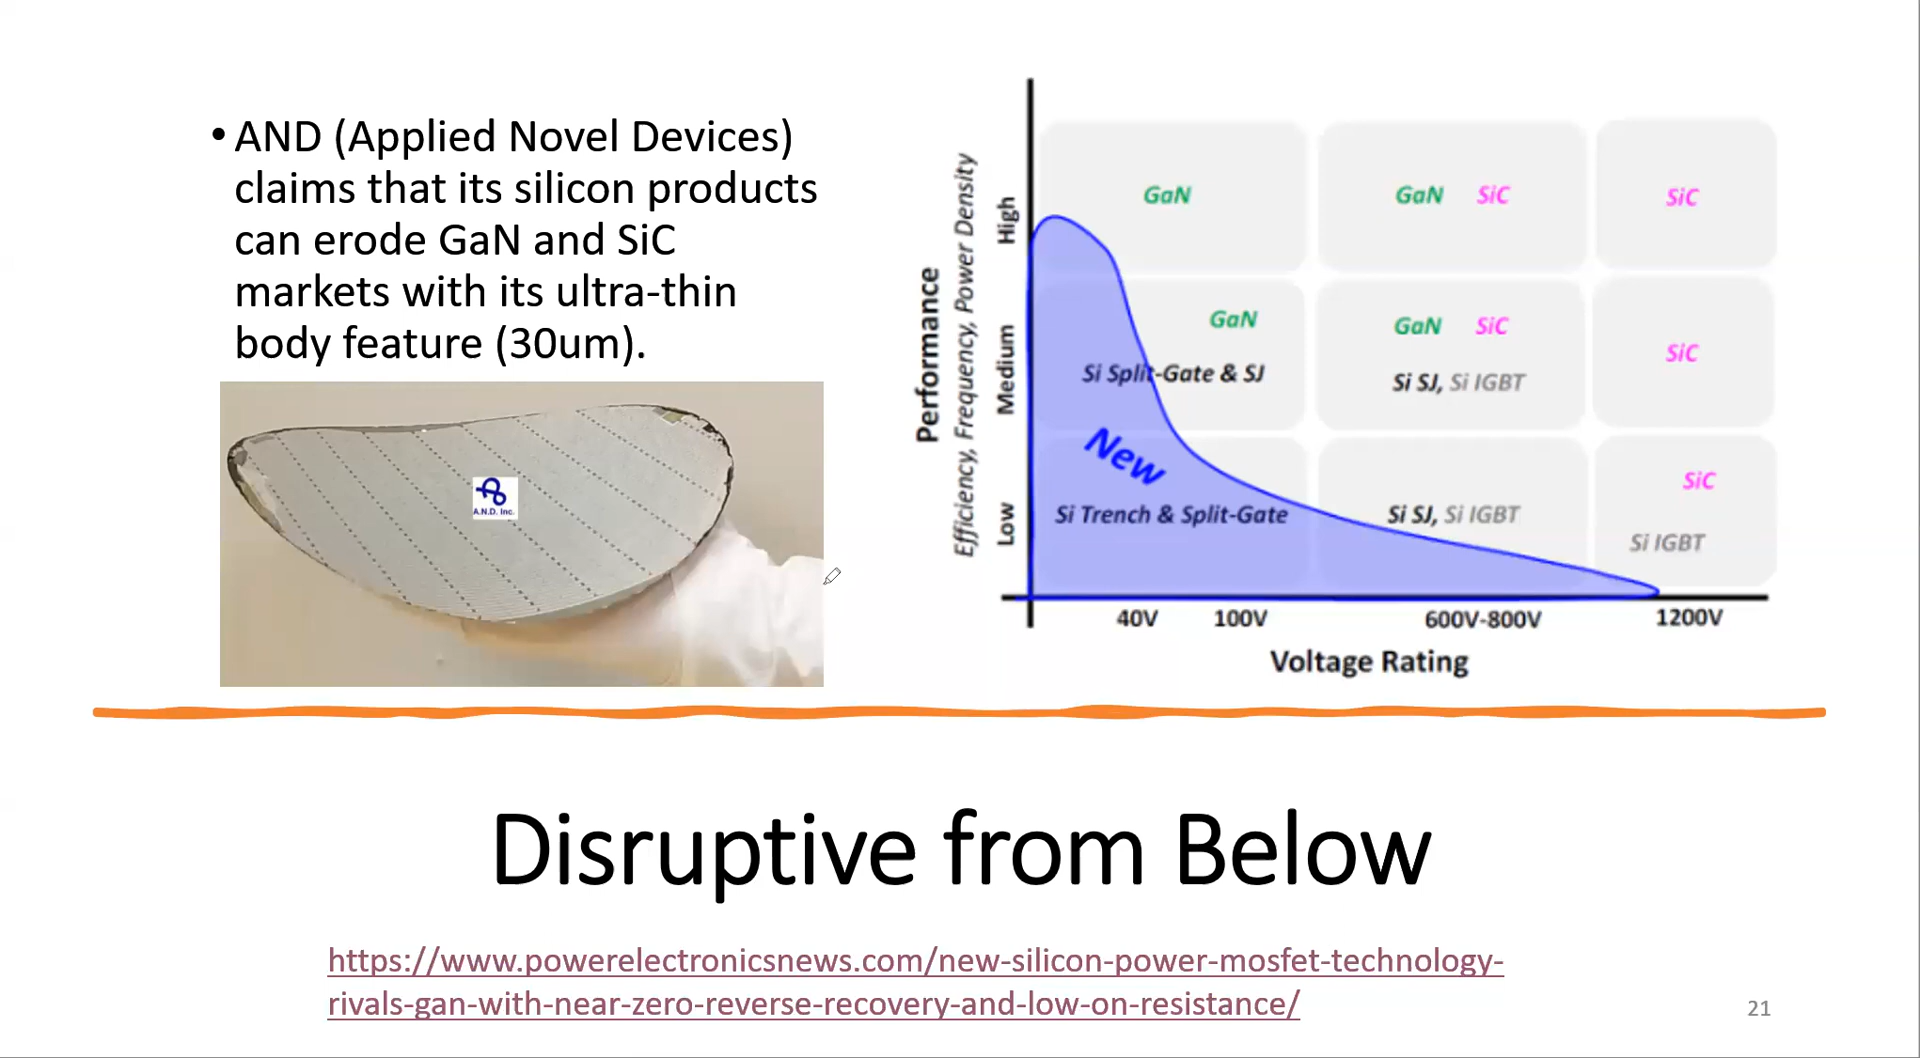 • AND (Applied Novel Devices)
claims that its silicon products
can erode GaN and SiC
markets with its ultra-thin
body feature (30um).
A.N.D. Inc.
Performance
Efficiency, Frequency, Power Density
High
Medium
Low
GaN
GaN SiC
SiC
GaN
Si Split-Gate & SJ
GaN SiC
Si SJ, Si IGBT
SiC
New
Si Trench & Split-Gate
Si SJ, Si IGBT
SiC
Si IGBT
40V 100V 600V-800V 1200V
Voltage Rating
Disruptive from Below
https://www.powerelectronicsnews.com/new-silicon-power-mosfet-technology-
rivals-gan-with-near-zero-reverse-recovery-and-low-on-resistance/
21